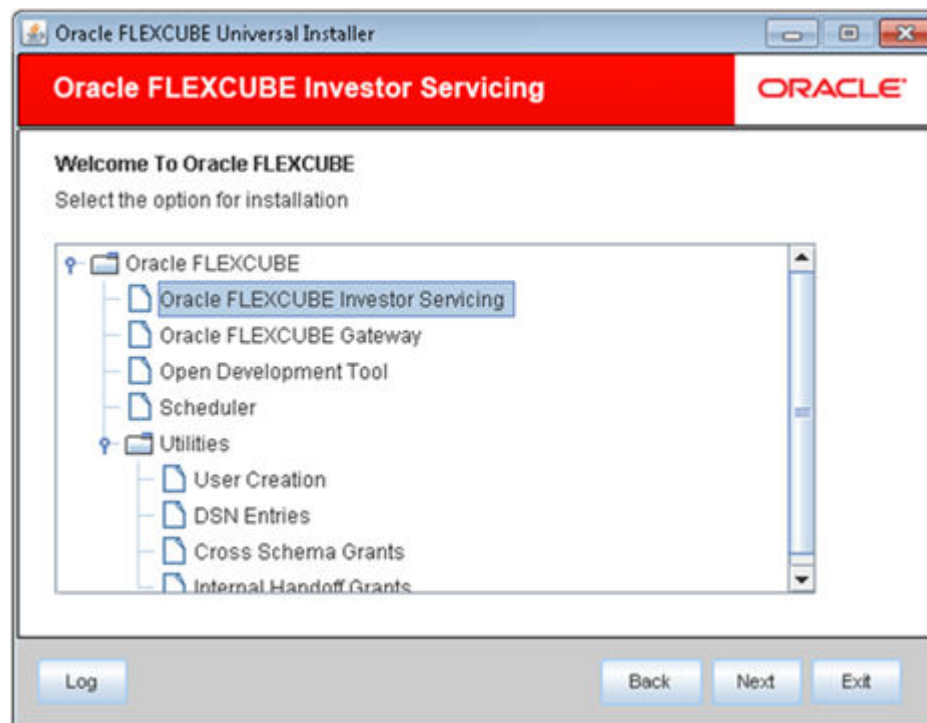 Oracle FLEXCUBE Universal Installer
Oracle FLEXCUBE Investor Servicing
ORACLE
Welcome To Oracle FLEXCUBE
Select the option for installation
Oracle FLEXCUBE
Oracle FLEXCUBE Investor Servicing
Oracle FLEXCUBE Gateway
Open Development Tool
Scheduler
Utilities
User Creation
DSN Entries
Cross Schema Grants
Internal Handoff Grants
Log
Back
Next
Exit